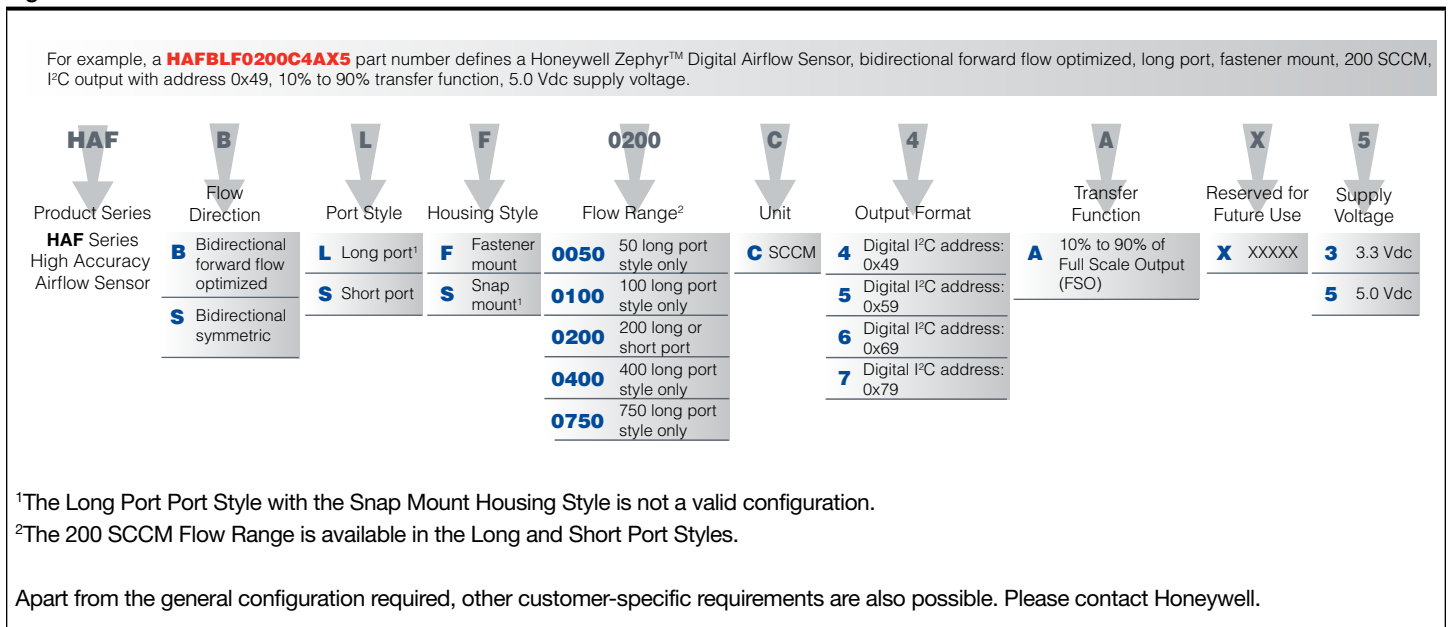 For example, a HAFBLF0200C4AX5 part number defines a Honeywell Zephyr™ Digital Airflow Sensor, bidirectional forward flow optimized, long port, fastener mount, 200 SCCM,
I²C output with address 0x49, 10% to 90% transfer function, 5.0 Vdc supply voltage.
HAF B L F 0200 C 4 A X 5
Product Series
HAF Series
High Accuracy
Airflow Sensor
Flow
Direction
B Bidirectional
forward flow
optimized
S Bidirectional
symmetric
Port Style
L Long port¹
S Short port
Housing Style
F Fastener
mount
S Snap
mount¹
Flow Range²
0050 50 long port
style only
0100 100 long port
style only
0200 200 long or
short port
0400 400 long port
style only
0750 750 long port
style only
Unit
C SCCM
Output Format
4 Digital I²C address:
0x49
5 Digital I²C address:
0x59
6 Digital I²C address:
0x69
7 Digital I²C address:
0x79
Transfer
Function
A 10% to 90% of
Full Scale Output
(FSO)
Reserved for
Future Use
X XXXXX
Supply
Voltage
3 3.3 Vdc
5 5.0 Vdc
¹The Long Port Port Style with the Snap Mount Housing Style is not a valid configuration.
²The 200 SCCM Flow Range is available in the Long and Short Port Styles.
Apart from the general configuration required, other customer-specific requirements are also possible. Please contact Honeywell.